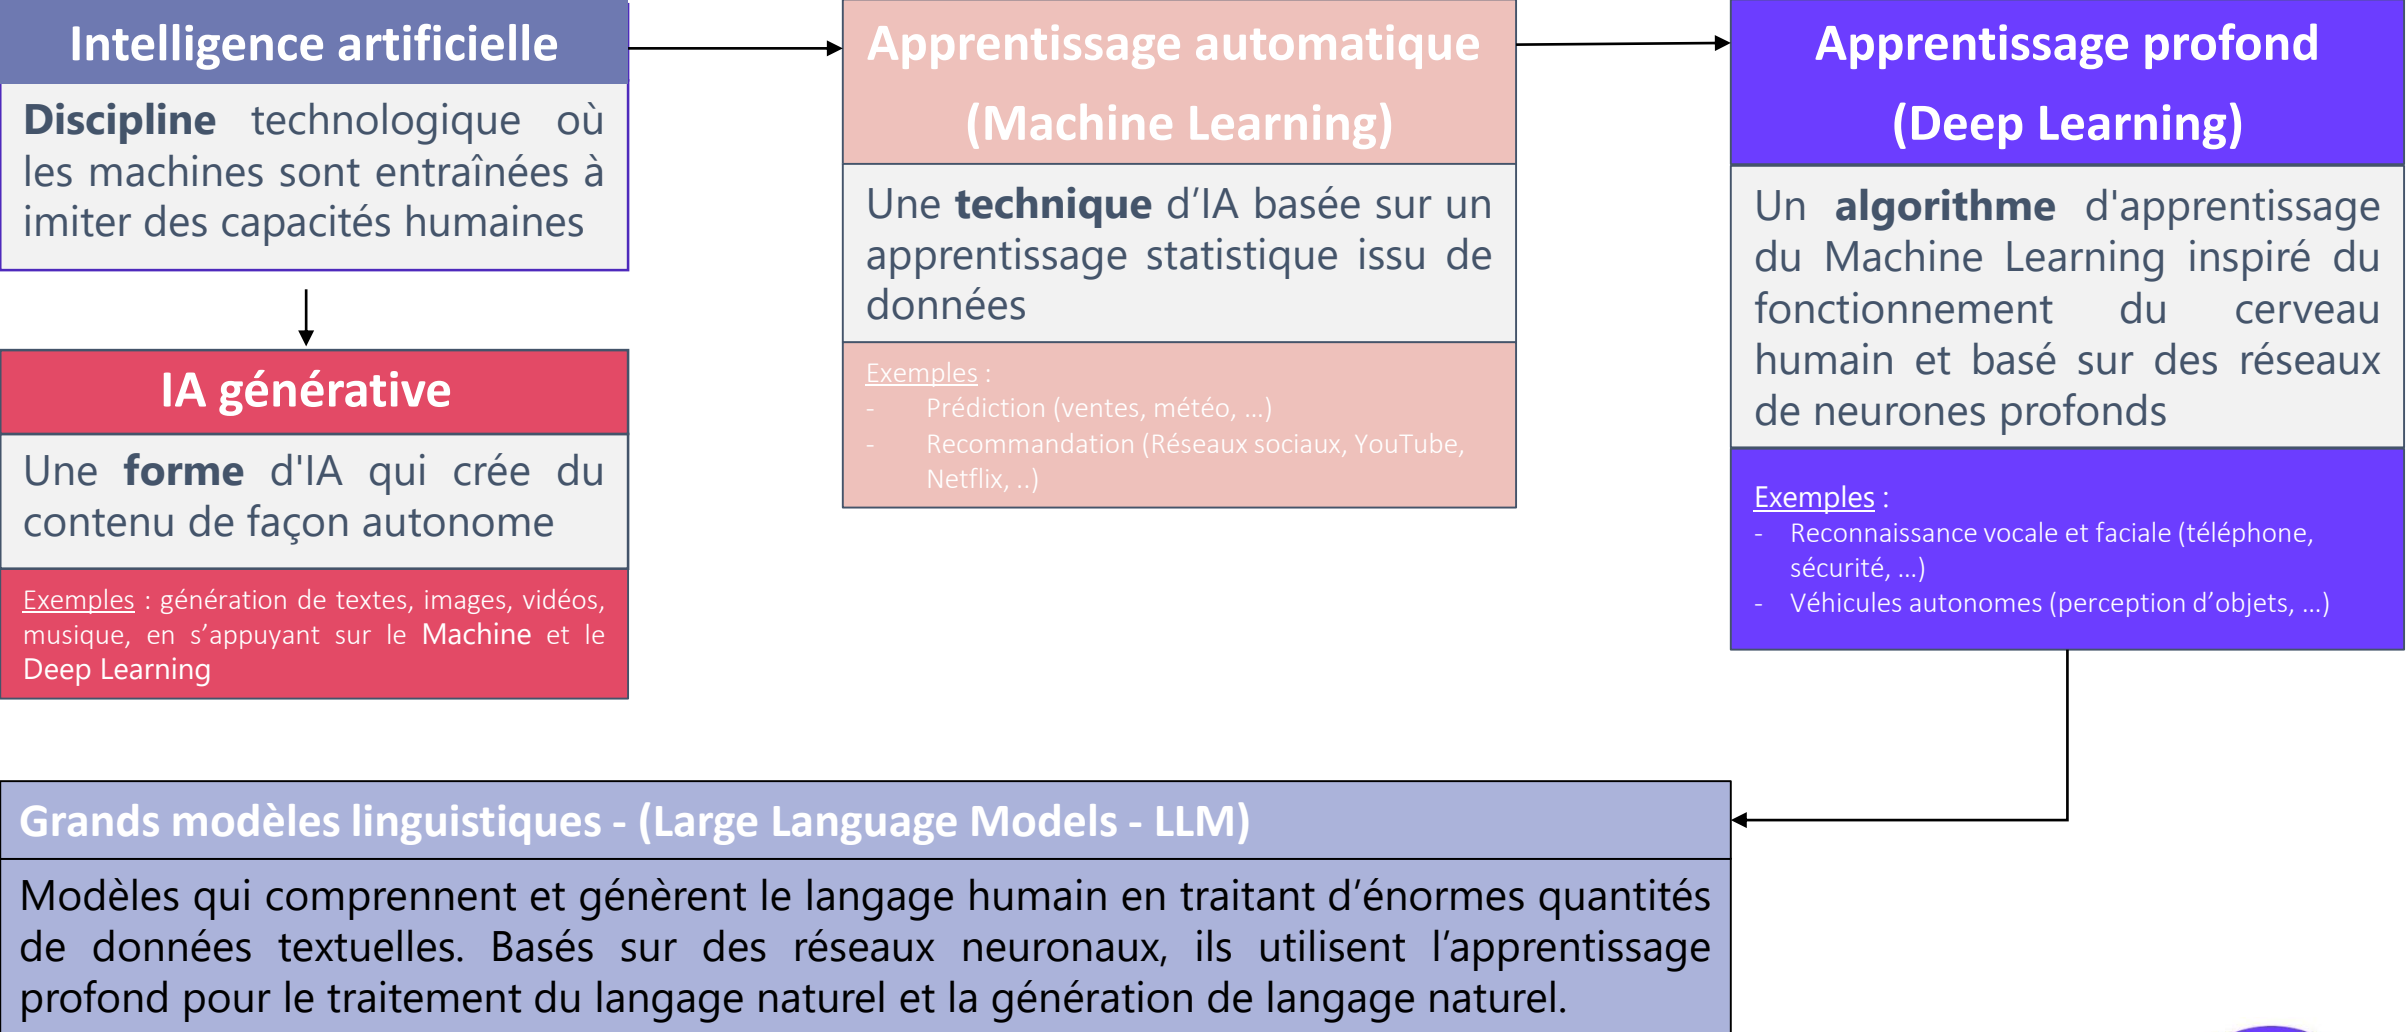 Intelligence artificielle
Discipline technologique où
les machines sont entraînées à
imiter des capacités humaines
IA générative
Une forme d'IA qui crée du
contenu de façon autonome
Exemples : génération de textes, images, vidéos,
musique, en s’appuyant sur le Machine et le
Deep Learning
Apprentissage automatique
(Machine Learning)
Une technique d’IA basée sur un
apprentissage statistique issu de
données
Exemples :
- Prédiction (ventes, météo, …)
- Recommandation (Réseaux sociaux, YouTube,
Netflix, ..)
Apprentissage profond
(Deep Learning)
Un algorithme d'apprentissage
du Machine Learning inspiré du
fonctionnement du cerveau
humain et basé sur des réseaux
de neurones profonds
Exemples :
- Reconnaissance vocale et faciale (téléphone,
sécurité, …)
- Véhicules autonomes (perception d’objets, …)
Grands modèles linguistiques - (Large Language Models - LLM)
Modèles qui comprennent et génèrent le langage humain en traitant d’énormes quantités
de données textuelles. Basés sur des réseaux neuronaux, ils utilisent l’apprentissage
profond pour le traitement du langage naturel et la génération de langage naturel.